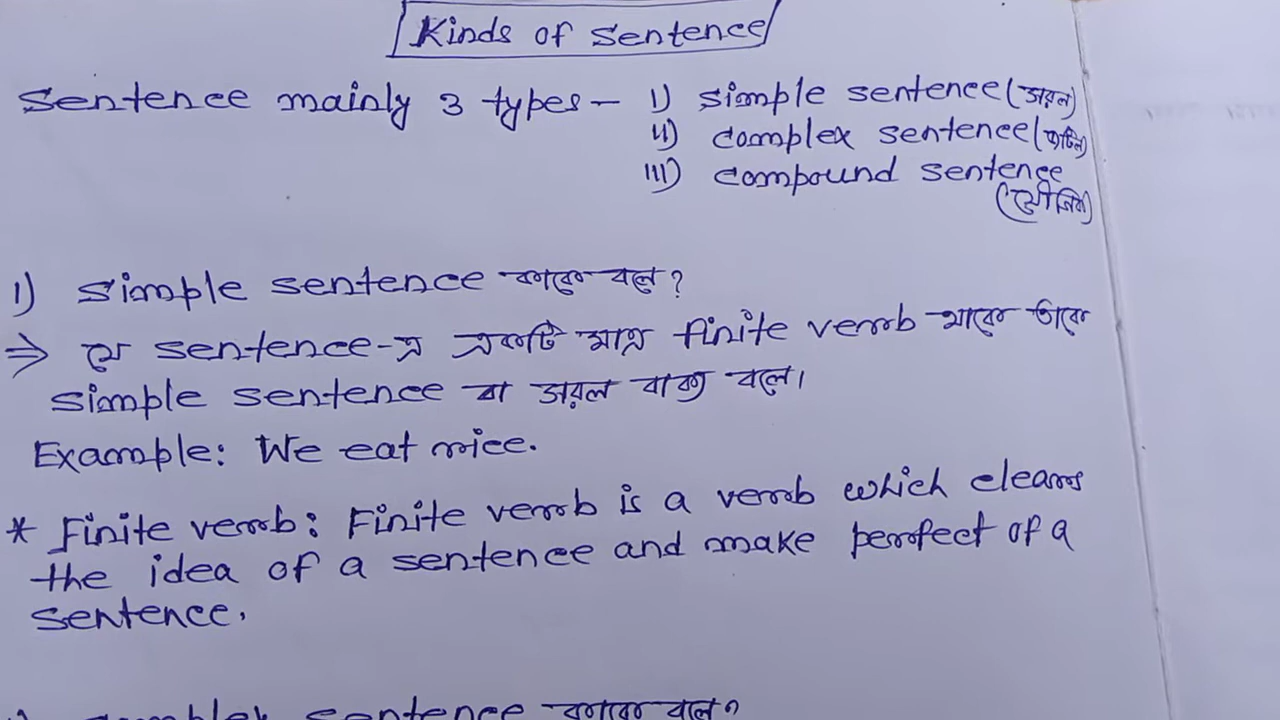 Kinds of Sentence
Sentence mainly 3 types - i) simple sentence (সরল)
ii) complex sentence (জটিল)
iii) compound sentence
(যৌগিক)
1) simple sentence কাকে বলে?
⇒ যে sentence-এ একটি মাত্র finite verb থাকে তাকে
simple sentence বা সরল বাক্য বলে।
Example: We eat rice.
* Finite verb: Finite verb is a verb which clears
the idea of a sentence and make perfect of a
sentence.
complex sentence কাকে বলে?